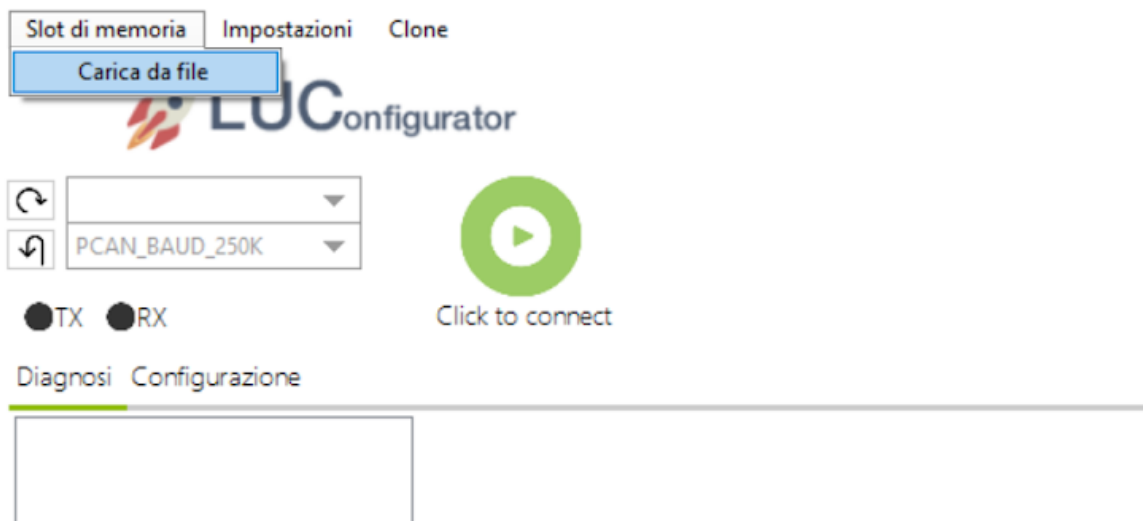 Slot di memoria Impostazioni Clone
Carica da file
LUConfigurator
PCAN_BAUD_250K
Click to connect
TX RX
Diagnosi Configurazione